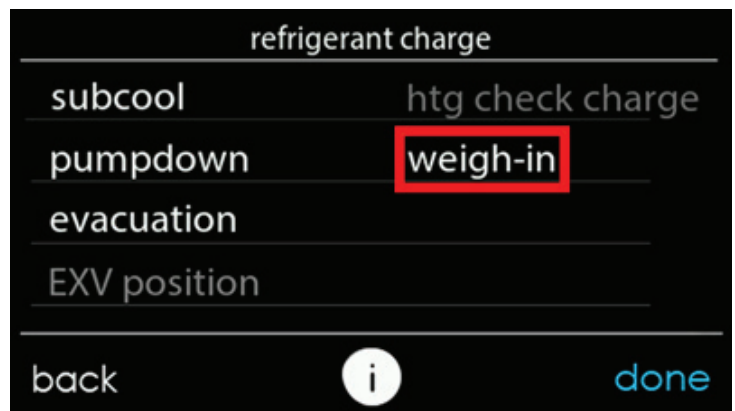 refrigerant charge
subcool
htg check charge
pumpdown
weigh-in
evacuation
EXV position
back
i
done